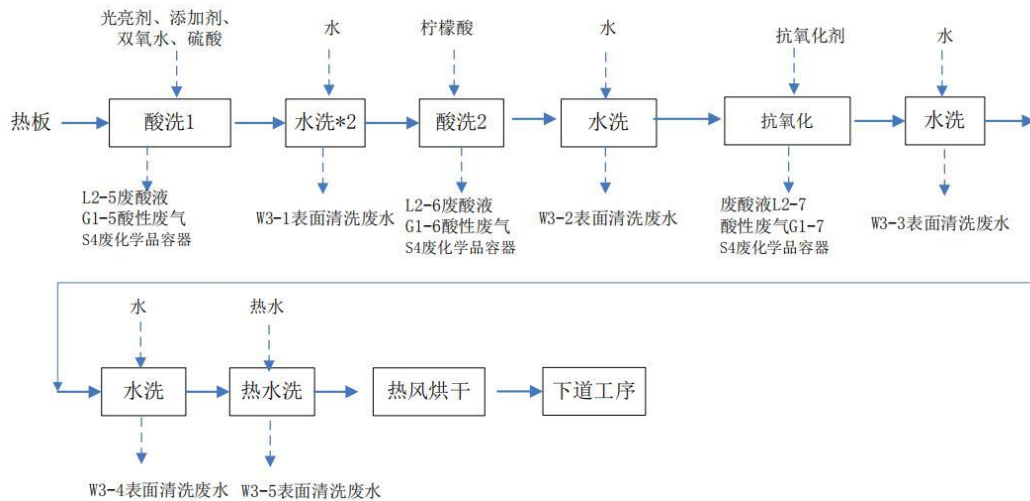 光亮剂、添加剂、
双氧水、硫酸
水
柠檬酸
水
抗氧化剂
水
热板
酸洗1
水洗*2
酸洗2
水洗
抗氧化
水洗
L2-5废酸液
G1-5酸性废气
S4废化学品容器
W3-1表面清洗废水
L2-6废酸液
G1-6酸性废气
S4废化学品容器
W3-2表面清洗废水
废酸液L2-7
酸性废气G1-7
S4废化学品容器
W3-3表面清洗废水
水
热水
水洗
热水洗
热风烘干
下道工序
W3-4表面清洗废水
W3-5表面清洗废水